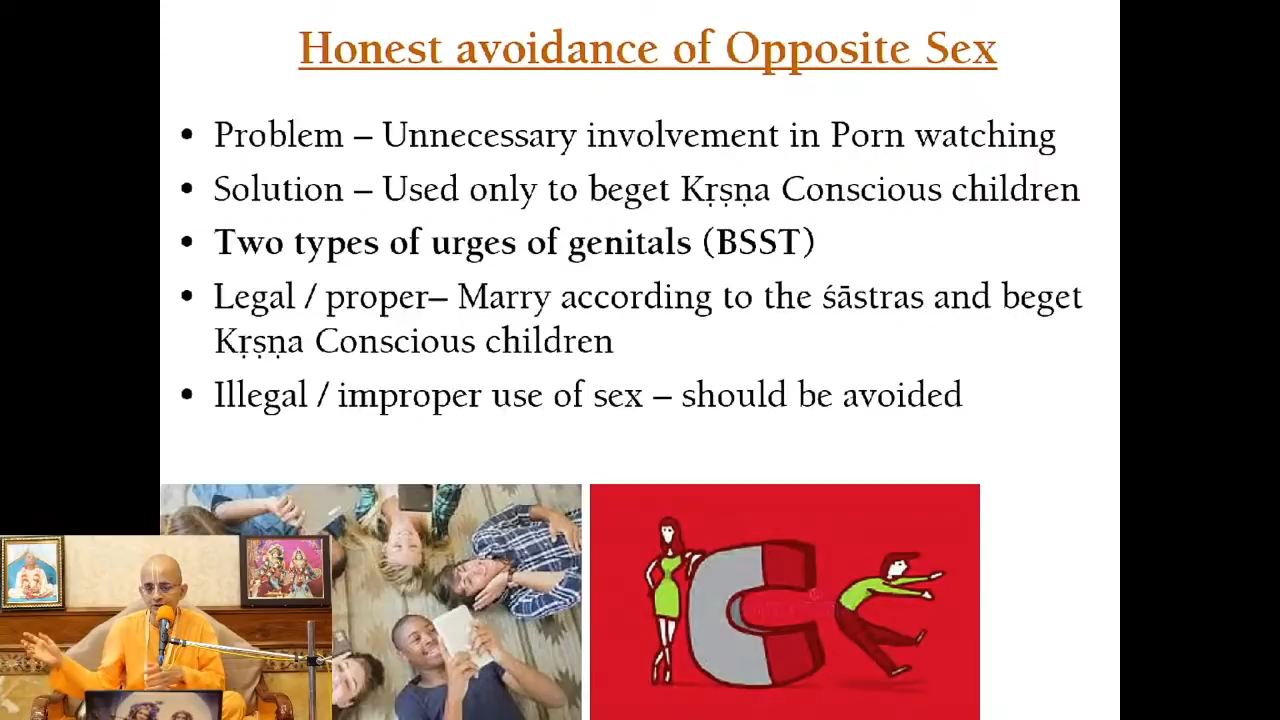 Honest avoidance of Opposite Sex
• Problem – Unnecessary involvement in Porn watching
• Solution – Used only to beget Kṛṣṇa Conscious children
• Two types of urges of genitals (BSST)
• Legal / proper– Marry according to the śāstras and beget
Kṛṣṇa Conscious children
• Illegal / improper use of sex – should be avoided